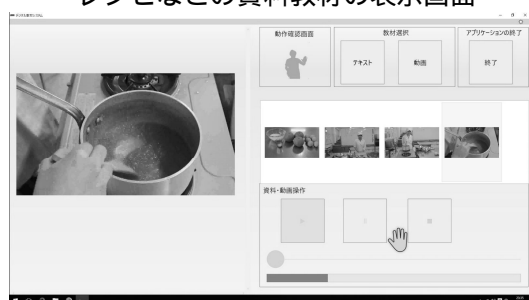 レシピなどの資料教材の表示画面
動作確認画面
教材選択
アプリケーションの終了
テキスト
動画
終了
資料・動画操作